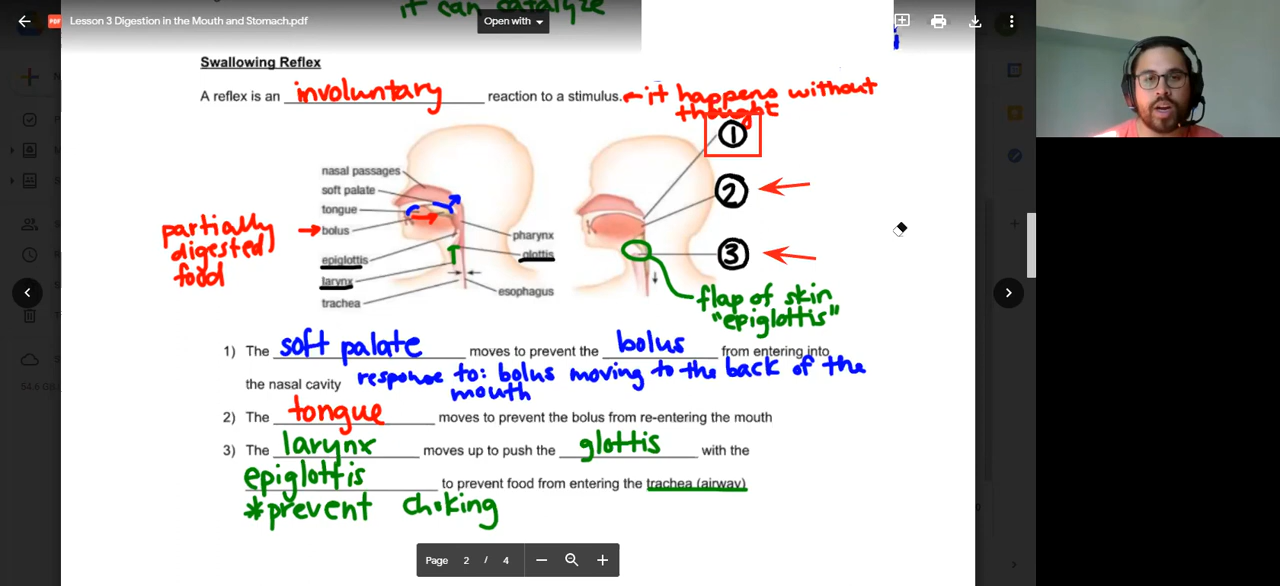 it can catalyze
Lesson 3 Digestion in the Mouth and Stomach.pdf
Open with
Swallowing Reflex
A reflex is an involuntary reaction to a stimulus. ← it happens without
thought
1
nasal passages
soft palate
2
tongue
partially
digested
food
bolus
pharynx
epiglottis
glottis
3
larynx
esophagus
trachea
flap of skin
"epiglottis"
1) The soft palate moves to prevent the bolus from entering into
the nasal cavity response to: bolus moving to the back of the
mouth
2) The tongue moves to prevent the bolus from re-entering the mouth
3) The larynx moves up to push the glottis with the
epiglottis to prevent food from entering the trachea (airway)
*prevent choking
Page 2 / 4